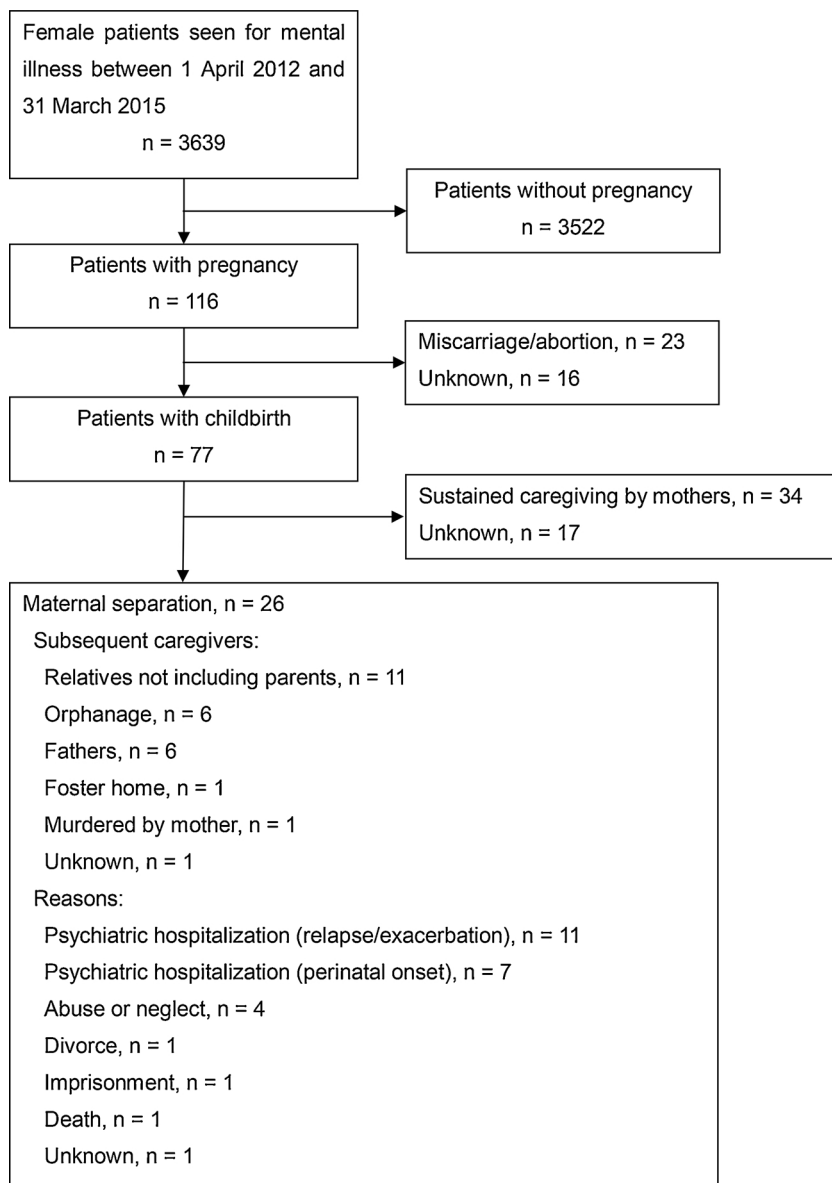 Female patients seen for mental
illness between 1 April 2012 and
31 March 2015
n = 3639
Patients without pregnancy
n = 3522
Patients with pregnancy
n = 116
Miscarriage/abortion, n = 23
Unknown, n = 16
Patients with childbirth
n = 77
Sustained caregiving by mothers, n = 34
Unknown, n = 17
Maternal separation, n = 26
Subsequent caregivers:
Relatives not including parents, n = 11
Orphanage, n = 6
Fathers, n = 6
Foster home, n = 1
Murdered by mother, n = 1
Unknown, n = 1
Reasons:
Psychiatric hospitalization (relapse/exacerbation), n = 11
Psychiatric hospitalization (perinatal onset), n = 7
Abuse or neglect, n = 4
Divorce, n = 1
Imprisonment, n = 1
Death, n = 1
Unknown, n = 1